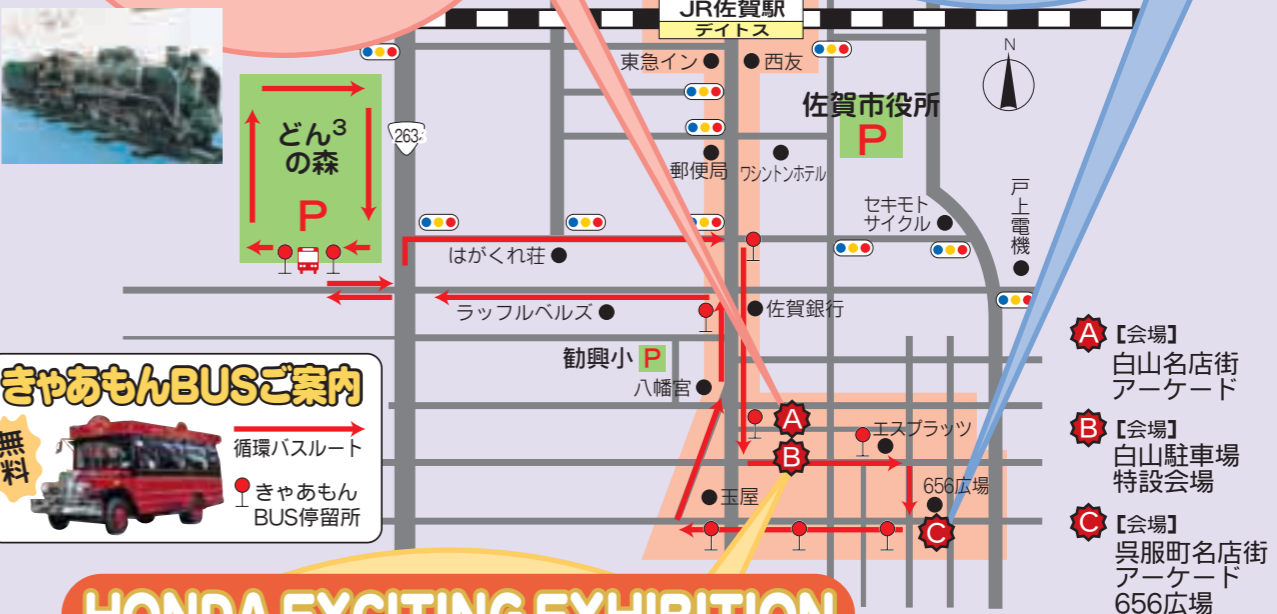 JR佐賀駅
デイトス
東急イン
西友
N
佐賀市役所
P
どん³
の森
P
263
郵便局
ワシントンホテル
セキモト
サイクル
戸上電機
はがくれ荘
ラッフルベルズ
佐賀銀行
勧興小 P
八幡宮
A
B
エスプラッツ
玉屋
656広場
C
きゃあもんBUSご案内
無料
循環バスルート
きゃあもん
BUS停留所
A [会場]
白山名店街
アーケード
B [会場]
白山駐車場
特設会場
C [会場]
呉服町名店街
アーケード
656広場
HONDA EXCITING EXHIBITION